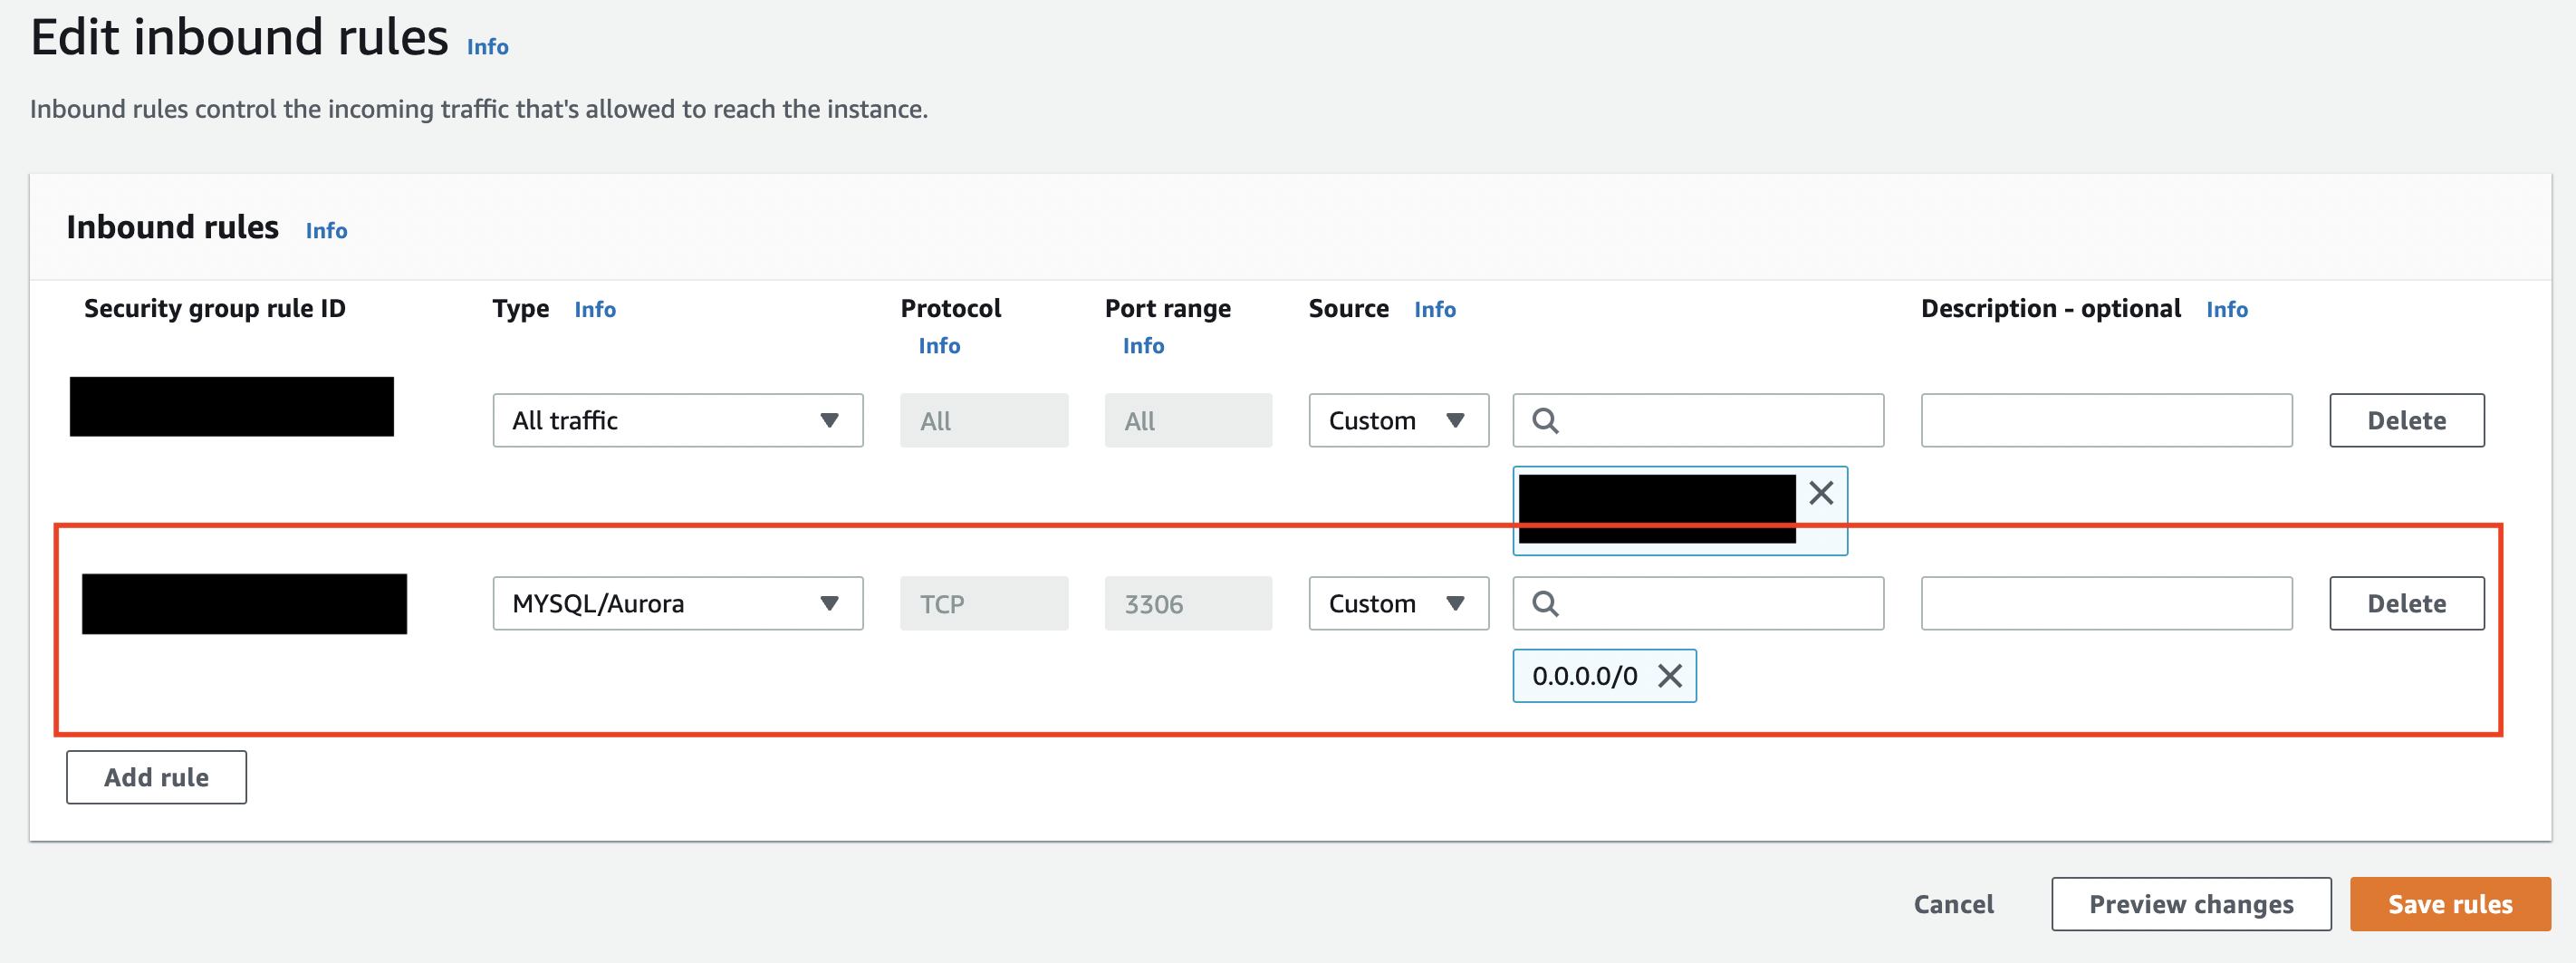 Edit inbound rules Info
Inbound rules control the incoming traffic that's allowed to reach the instance.
Inbound rules Info
Security group rule ID Type Info Protocol Info Port range Info Source Info Description - optional Info
All traffic All All Custom Delete
MYSQL/Aurora TCP 3306 Custom Delete
0.0.0.0/0
Add rule
Cancel Preview changes Save rules